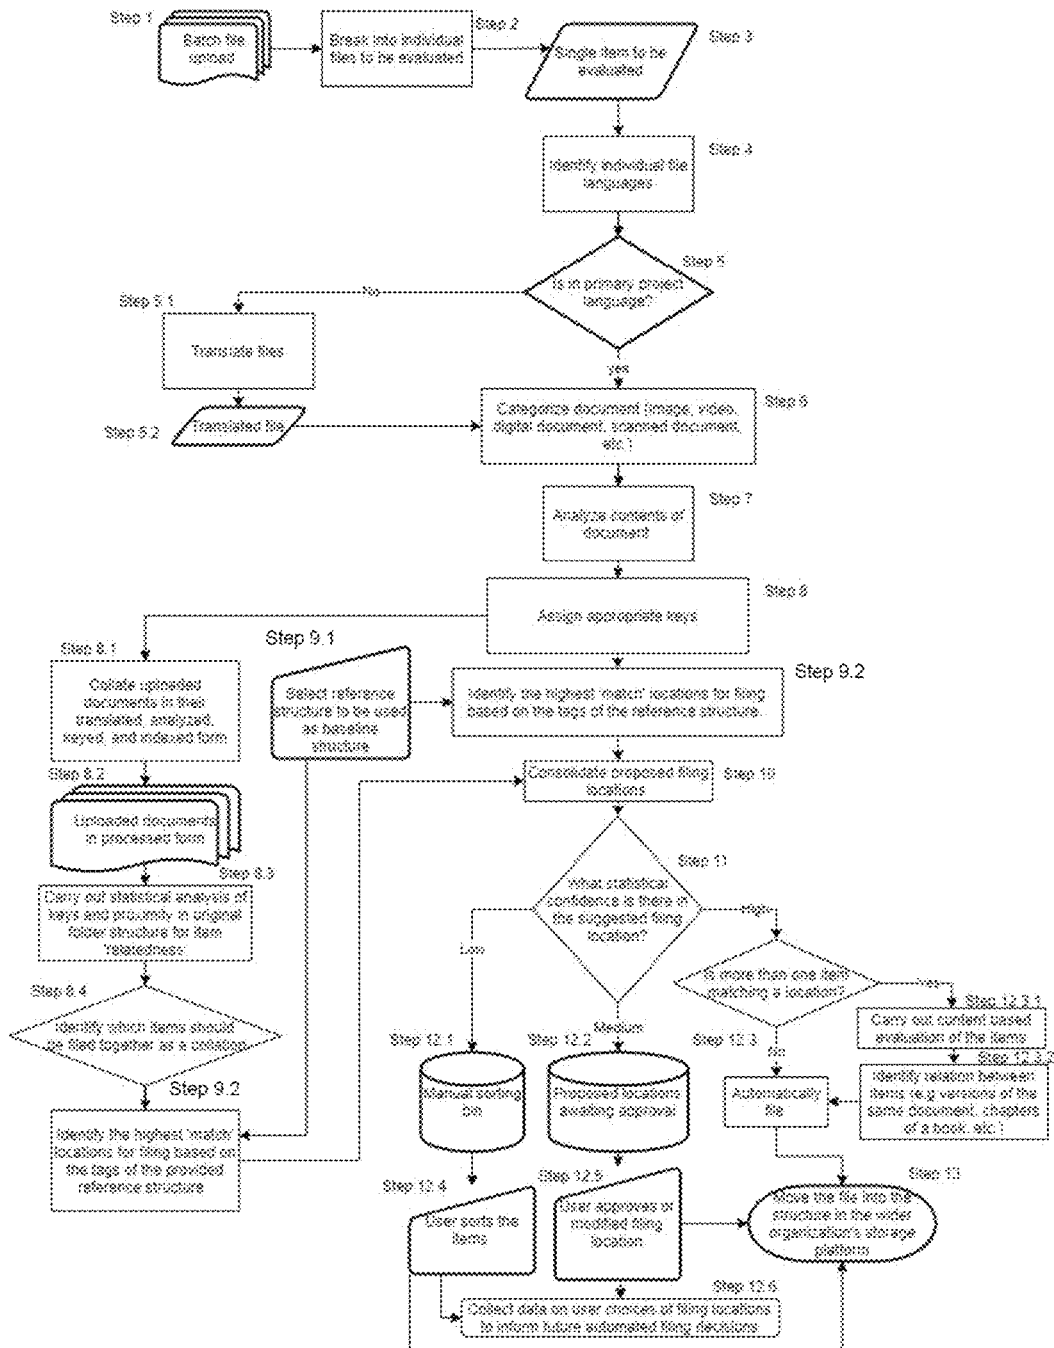 Step 1
Batch file
upload
Step 2
Break into individual
files to be evaluated
Step 3
Single item to be
evaluated
Step 4
Identify individual file
languages
Step 5
Is in primary project
language?
No
yes
Step 5.1
Translate files
Step 5.2
Translated file
Step 6
Categorize document [image, video,
digital document, scanned document,
etc.]
Step 7
Analyze contents of
document
Step 8
Assign appropriate keys
Step 8.1
Collate uploaded
documents in their
translated, analyzed,
keyed, and indexed form
Step 9.1
Select reference
structure to be used
as baseline
structure
Step 9.2
Identify the highest 'match' locations for filing
based on the tags of the reference structure.
Step 8.2
Uploaded documents
in processed form
Step 10
Consolidate proposed filing
locations
Step 8.3
Carry out statistical analysis of
keys and proximity in original
folder structure for item
'relatedness'
Step 11
What statistical
confidence is there in
the suggested filing
location?
Low
Medium
High
Step 8.4
Identify which items should
be filed together as a collation
Is more than one item
matching a location?
Yes
No
Step 12.3.1
Carry out content based
evaluation of the items
Step 9.2
Identify the highest 'match'
locations for filing based on
the tags of the provided
reference structure
Step 12.1
Manual sorting
bin
Step 12.2
Proposed locations
awaiting approval
Step 12.3
Automatically
file
Step 12.3.2
Identify relation between
items (e.g versions of the
same document, chapters
of a book, etc.]
Step 12.4
User sorts the
items
Step 12.5
User approves or
modified filing
location
Step 13
Move the file into the
structure in the wider
organization's storage
platform
Step 12.6
Collect data on user choices of filing locations
to inform future automated filing decisions